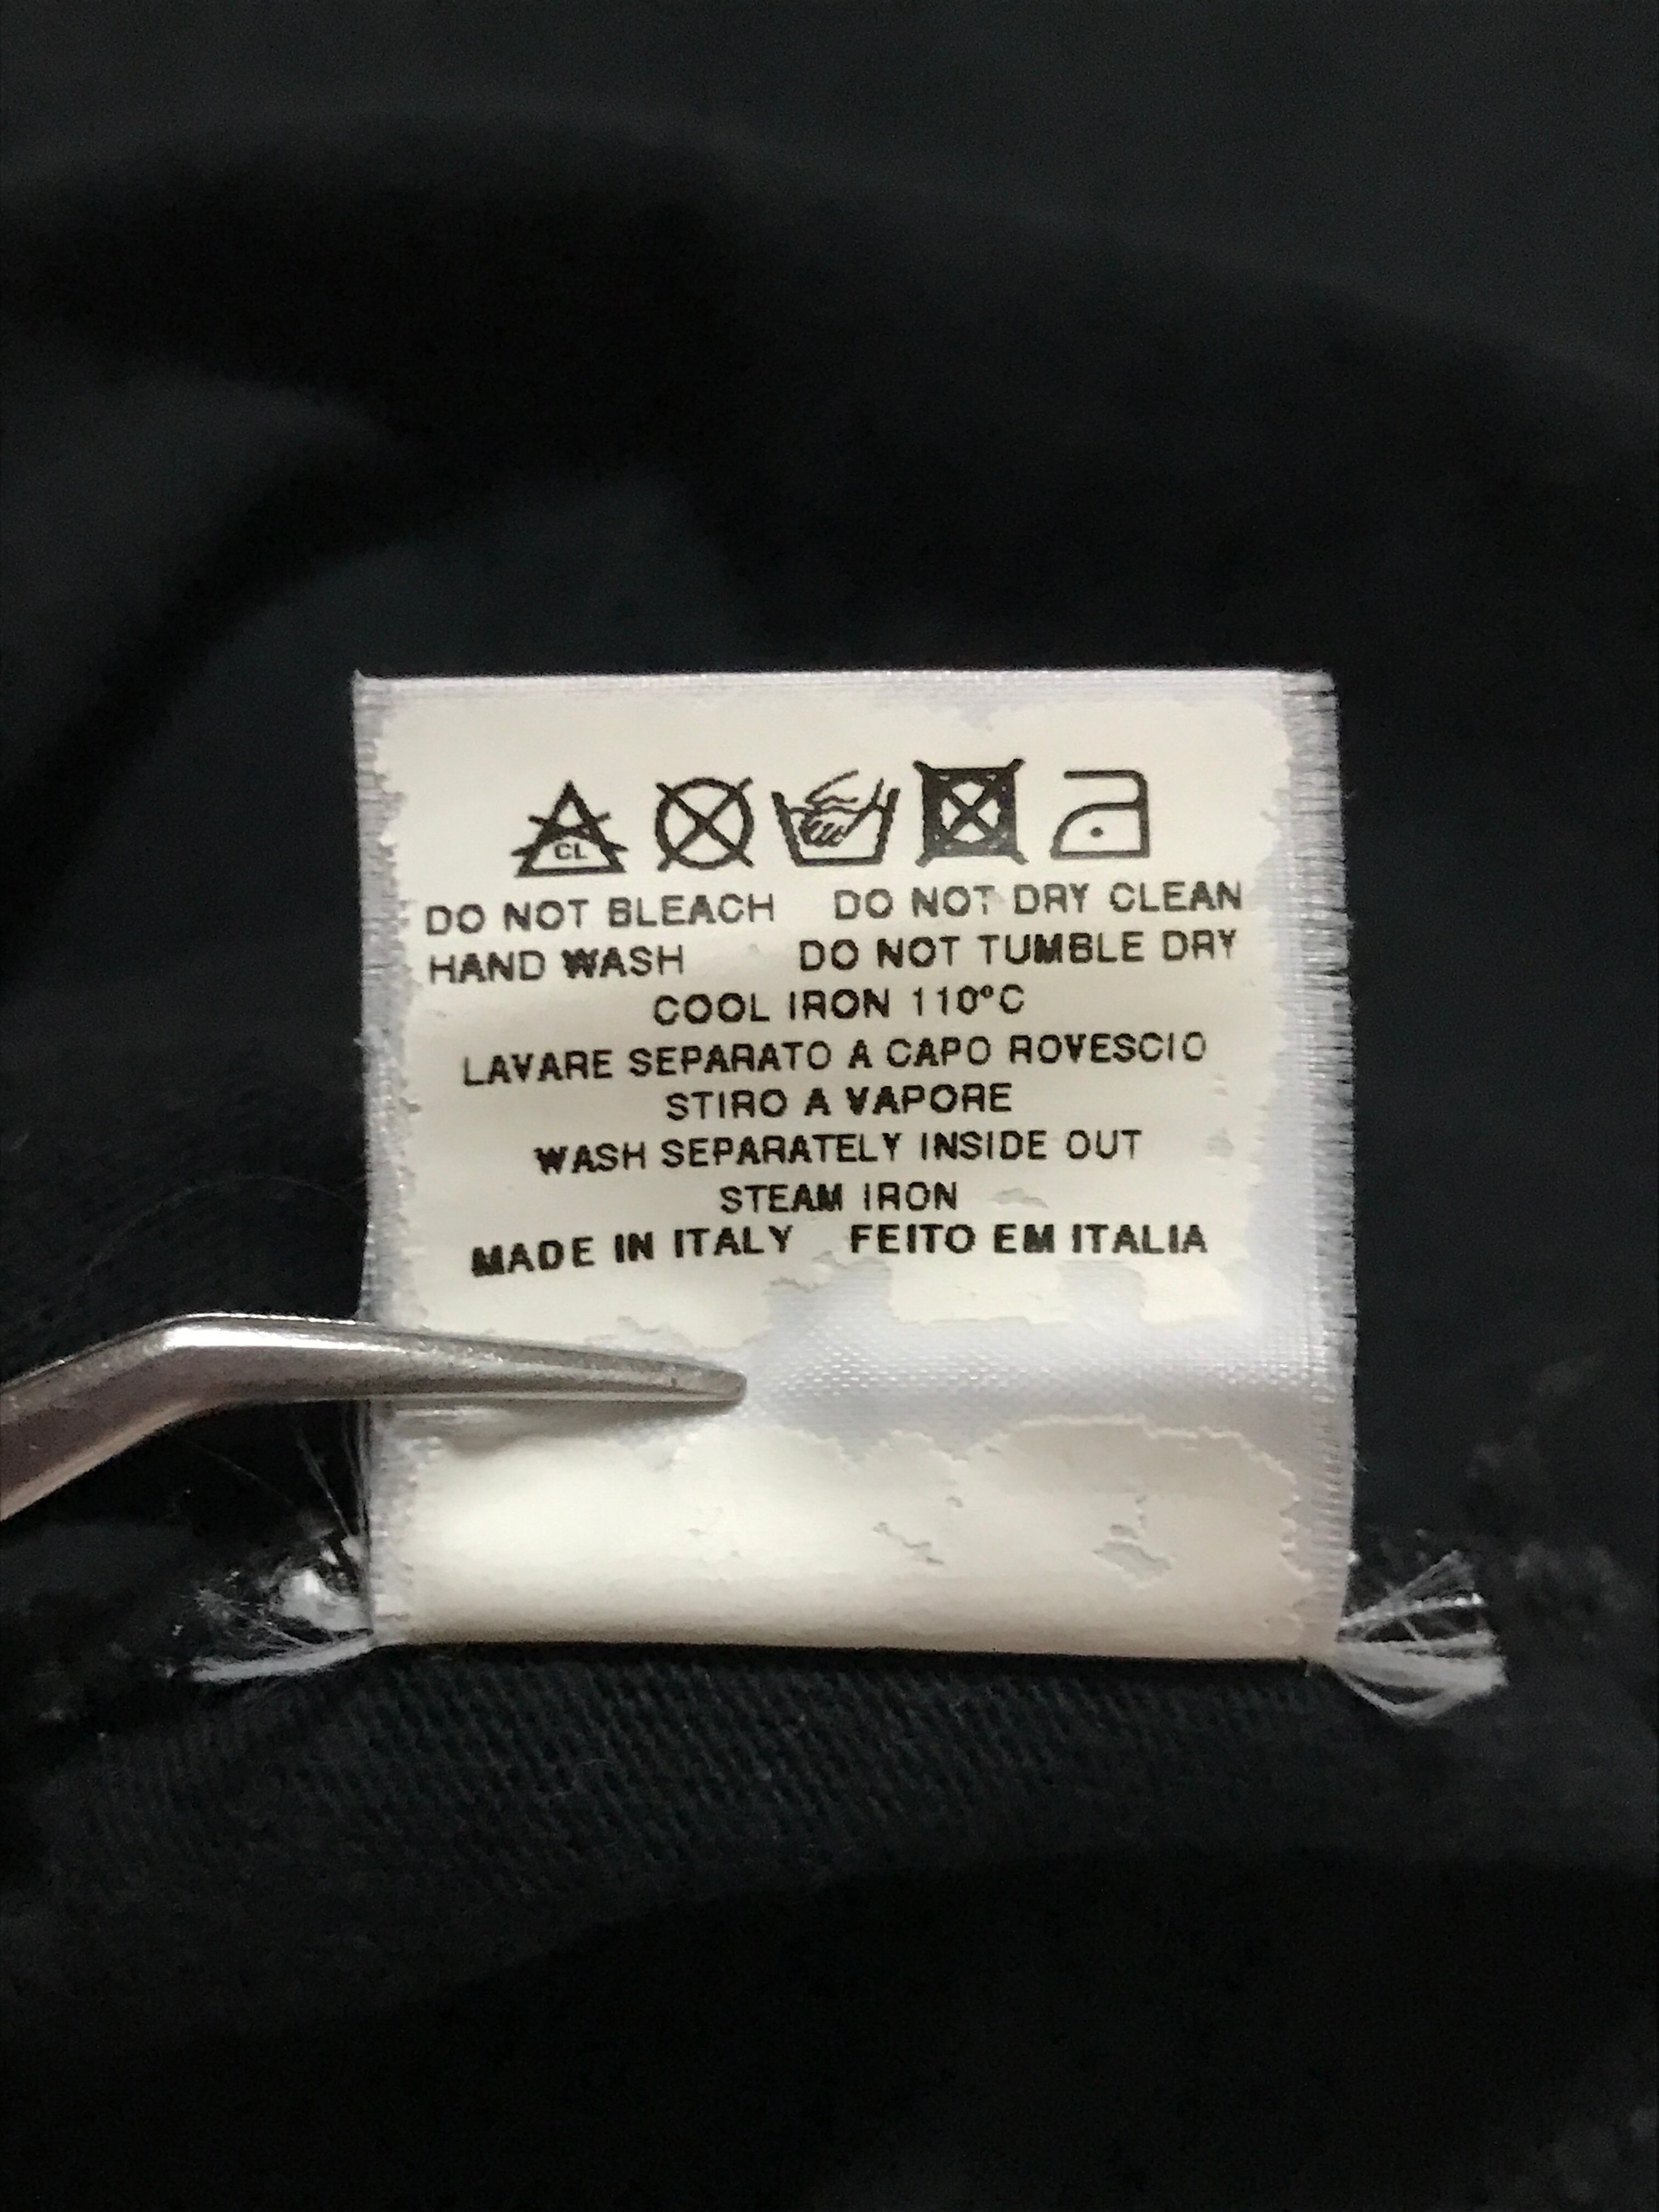 CL
DO NOT BLEACH DO NOT DRY CLEAN
HAND WASH DO NOT TUMBLE DRY
COOL IRON 110°C
LAVARE SEPARATO A CAPO ROVESCIO
STIRO A VAPORE
WASH SEPARATELY INSIDE OUT
STEAM IRON
MADE IN ITALY FEITO EM ITALIA